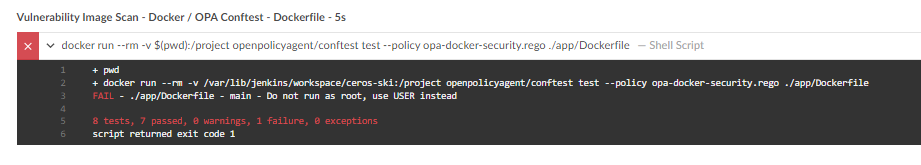 Vulnerability Image Scan - Docker / OPA Conftest - Dockerfile - 5s
docker run --rm -v $(pwd):/project openpolicyagent/conftest test --policy opa-docker-security.rego ./app/Dockerfile — Shell Script
1 + pwd
2 + docker run --rm -v /var/lib/jenkins/workspace/ceros-ski:/project openpolicyagent/conftest test --policy opa-docker-security.rego ./app/Dockerfile
3 FAIL - ./app/Dockerfile - main - Do not run as root, use USER instead
4
5 8 tests, 7 passed, 0 warnings, 1 failure, 0 exceptions
6 script returned exit code 1